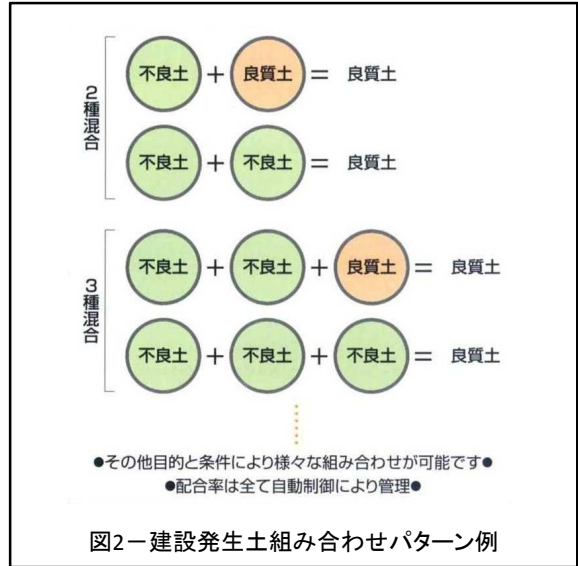 2種混合
不良土 + 良質土 = 良質土
不良土 + 不良土 = 良質土
3種混合
不良土 + 不良土 + 良質土 = 良質土
不良土 + 不良土 + 不良土 = 良質土
●その他目的と条件により様々な組み合わせが可能です●
●配合率は全て自動制御により管理●
図2－建設発生土組み合わせパターン例